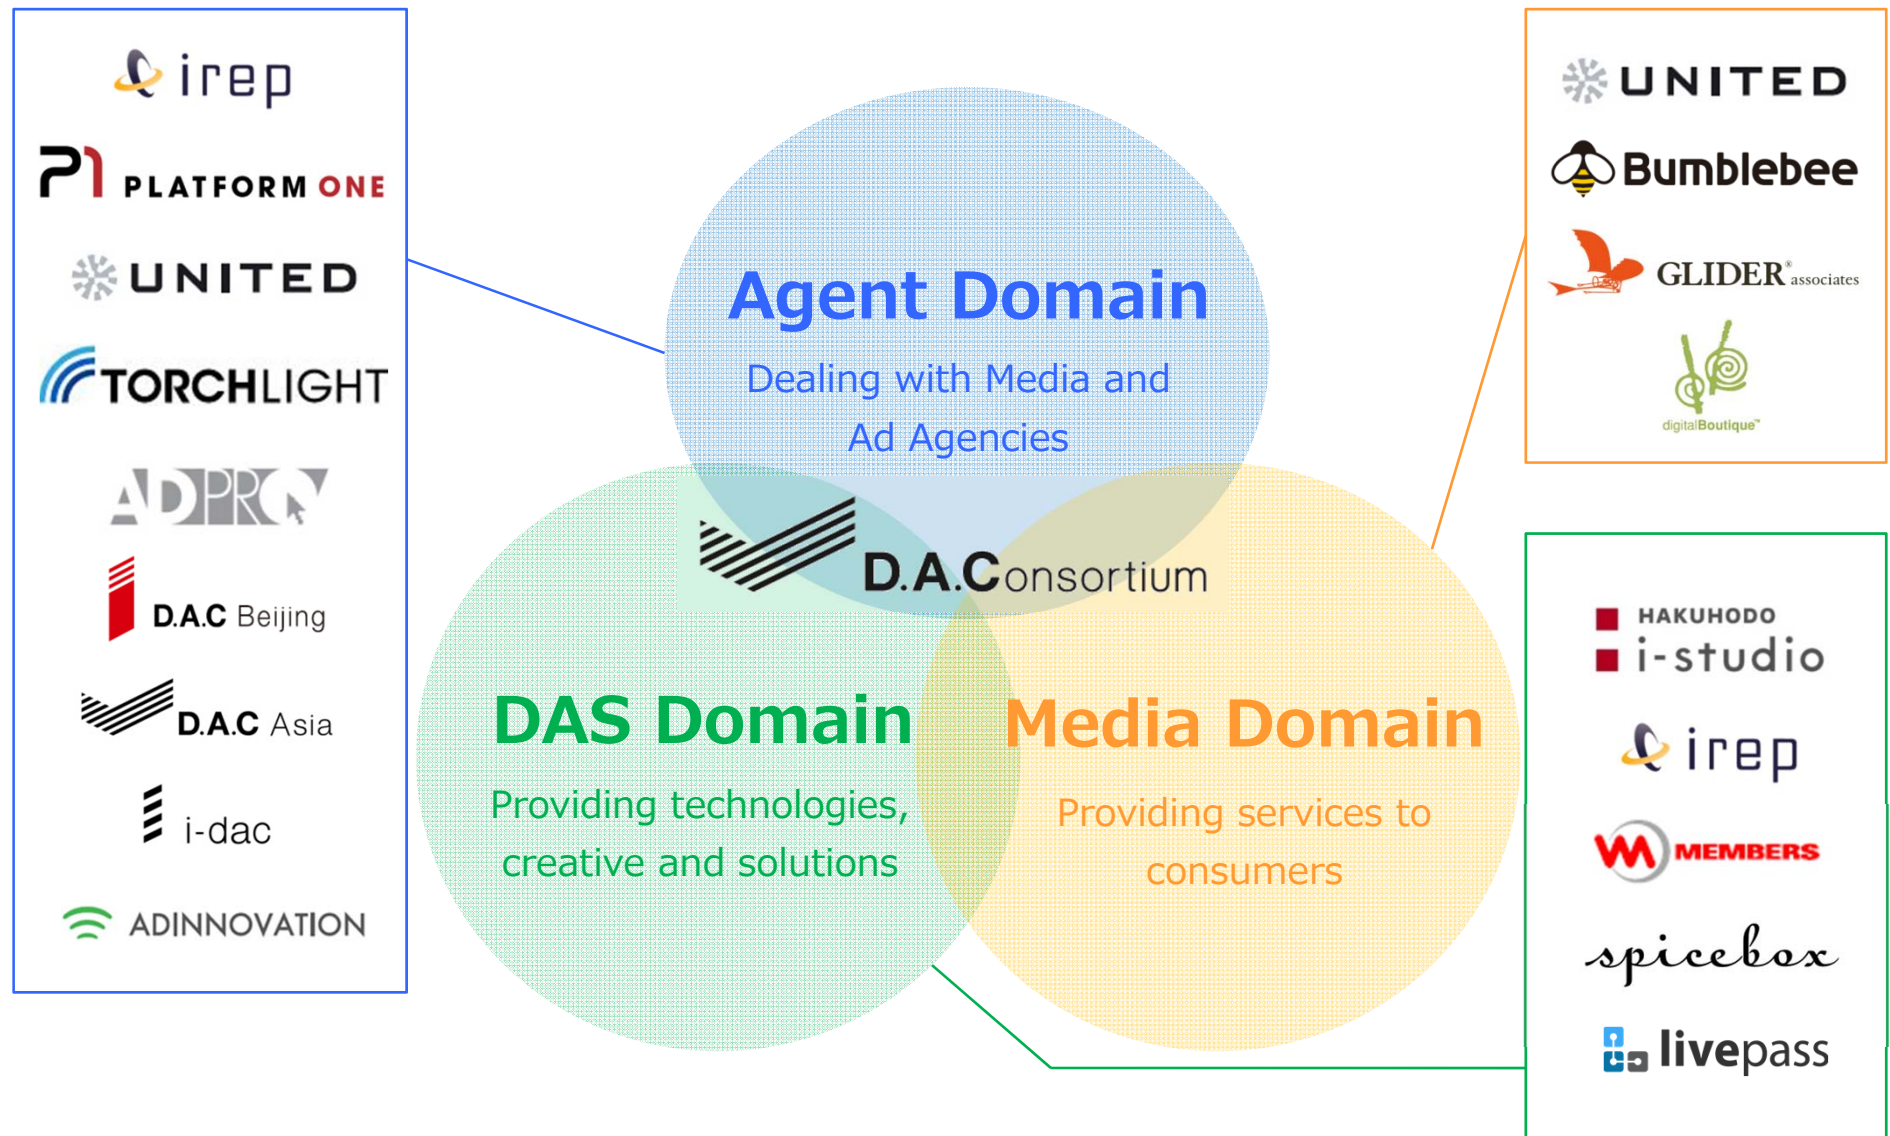 irep
P1 PLATFORM ONE
UNITED
TORCHLIGHT
ADPRO
D.A.C Beijing
D.A.C Asia
i-dac
ADINNOVATION
Agent Domain
Dealing with Media and
Ad Agencies
D.A.Consortium
DAS Domain
Providing technologies,
creative and solutions
Media Domain
Providing services to
consumers
UNITED
Bumblebee
GLIDER® associates
digitalBoutique™
HAKUHODO
i-studio
irep
MEMBERS
spicebox
livepass